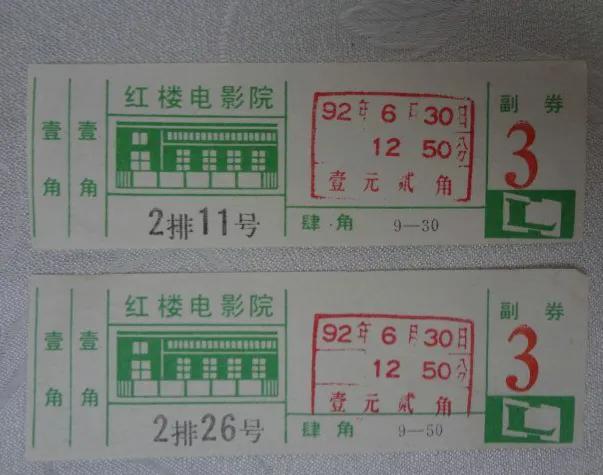 壹角
壹角
红楼电影院
2排11号
92年6月30日
12 50分
壹元贰角
肆角 9—30
副券
3
壹角
壹角
红楼电影院
2排26号
92年6月30日
12 50分
壹元贰角
肆角 9—50
副券
3